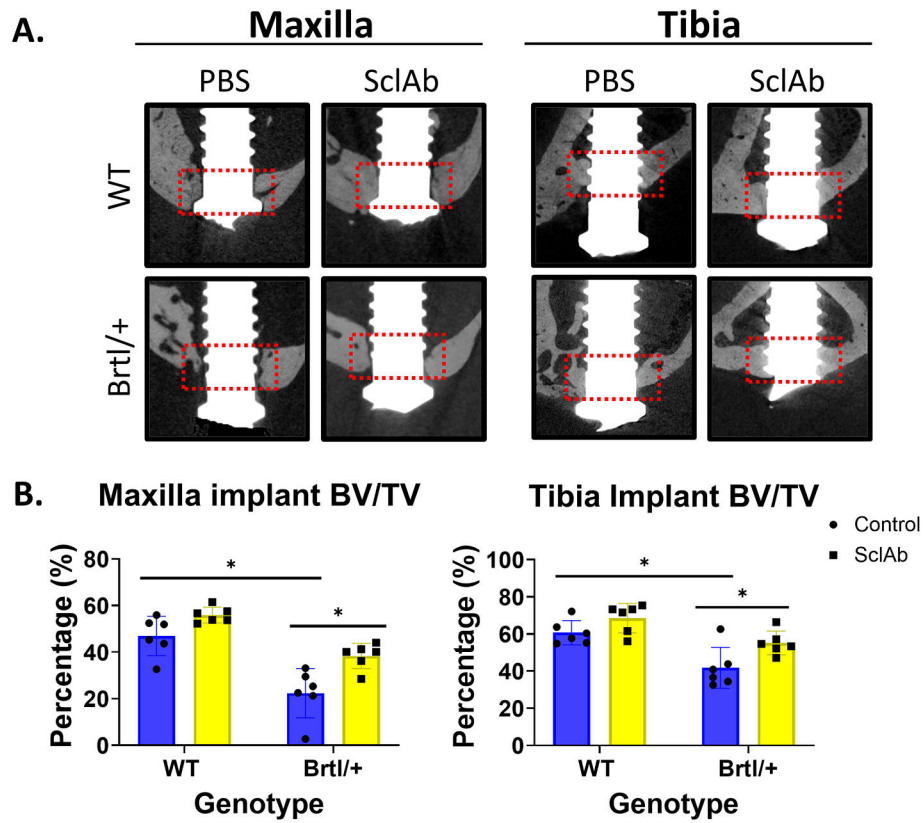 A.
Maxilla
Tibia
PBS
SclAb
PBS
SclAb
WT
Brtl/+
B.
Maxilla implant BV/TV
Tibia Implant BV/TV
Control
SclAb
Percentage (%)
80
60
40
20
0
*
*
WT
Brtl/+
Genotype
Percentage (%)
100
80
60
40
20
0
*
*
WT
Brtl/+
Genotype